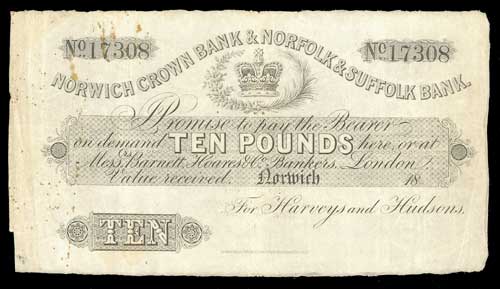 No. 17308 No. 17308
NORWICH CROWN BANK & NORFOLK & SUFFOLK BANK.
I Promise to pay the Bearer
on demand TEN POUNDS here, or at
Messrs. Barnett, Hoares & Co. Bankers, London.
Value received. Norwich 18
For Harveys and Hudsons.
TEN